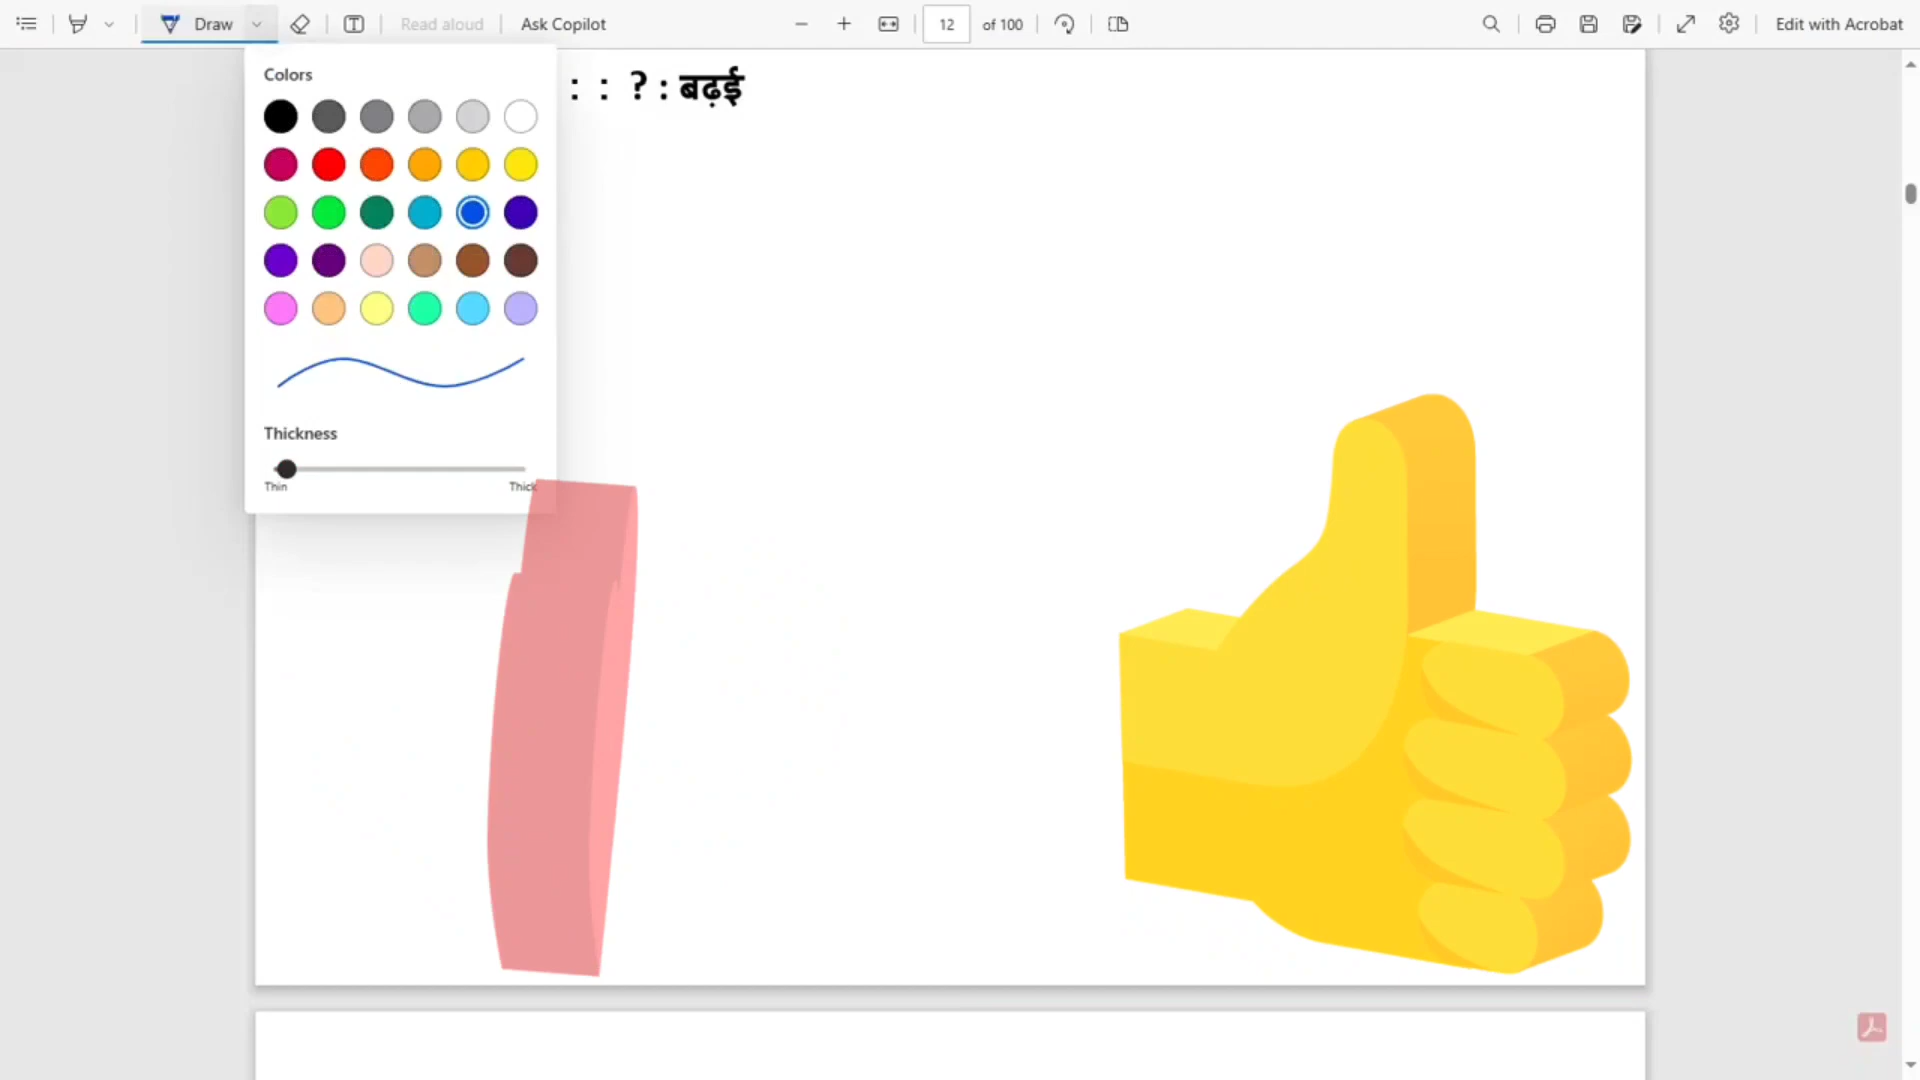 Draw
Read aloud
Ask Copilot
12
of 100
Edit with Acrobat
Colors
: : ? : बढ़ई
Thickness
Thin
Thick